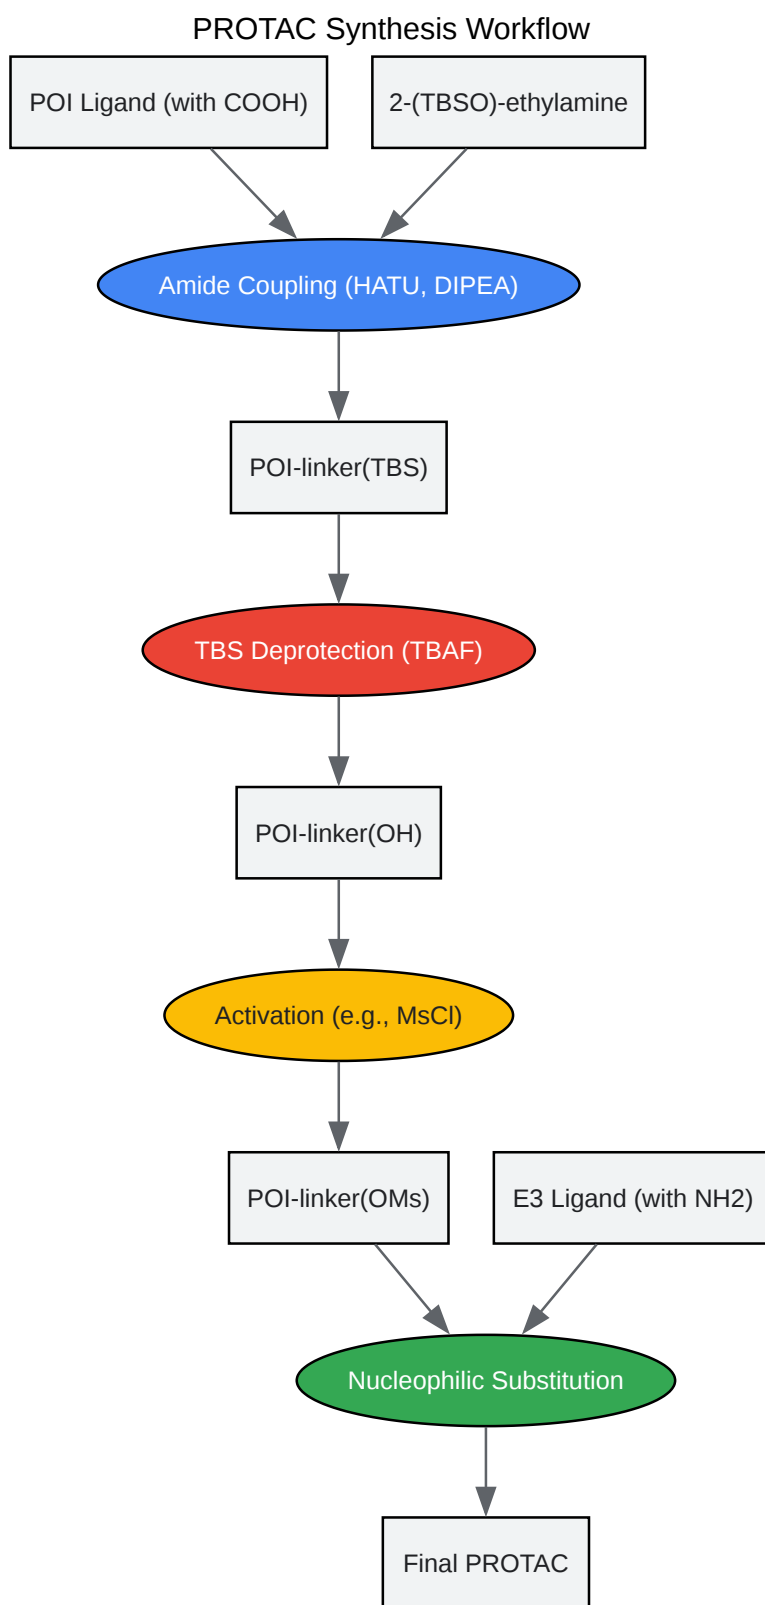 PROTAC Synthesis Workflow
POI Ligand (with COOH)
2-(TBSO)-ethylamine
Amide Coupling (HATU, DIPEA)
POI-linker(TBS)
TBS Deprotection (TBAF)
POI-linker(OH)
Activation (e.g., MsCl)
POI-linker(OMs)
E3 Ligand (with NH2)
Nucleophilic Substitution
Final PROTAC